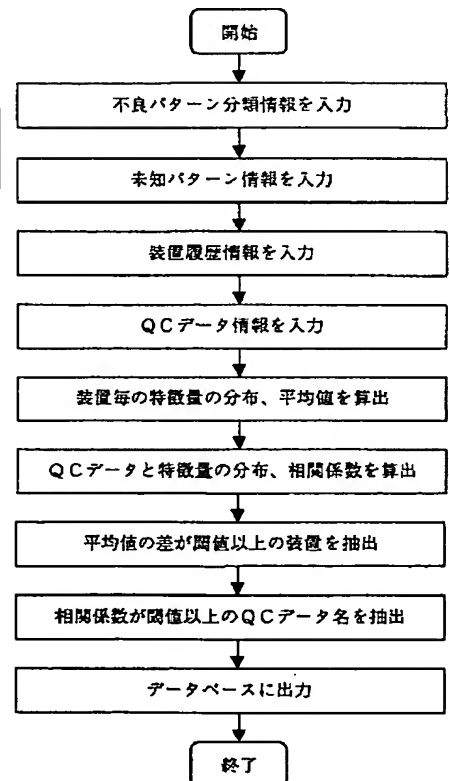 開始
不良パターン分類情報を入力
未知パターン情報を入力
装置履歴情報を入力
QCデータ情報を入力
装置毎の特徴量の分布、平均値を算出
QCデータと特徴量の分布、相関係数を算出
平均値の差が閾値以上の装置を抽出
相関係数が閾値以上のQCデータ名を抽出
データベースに出力
終了